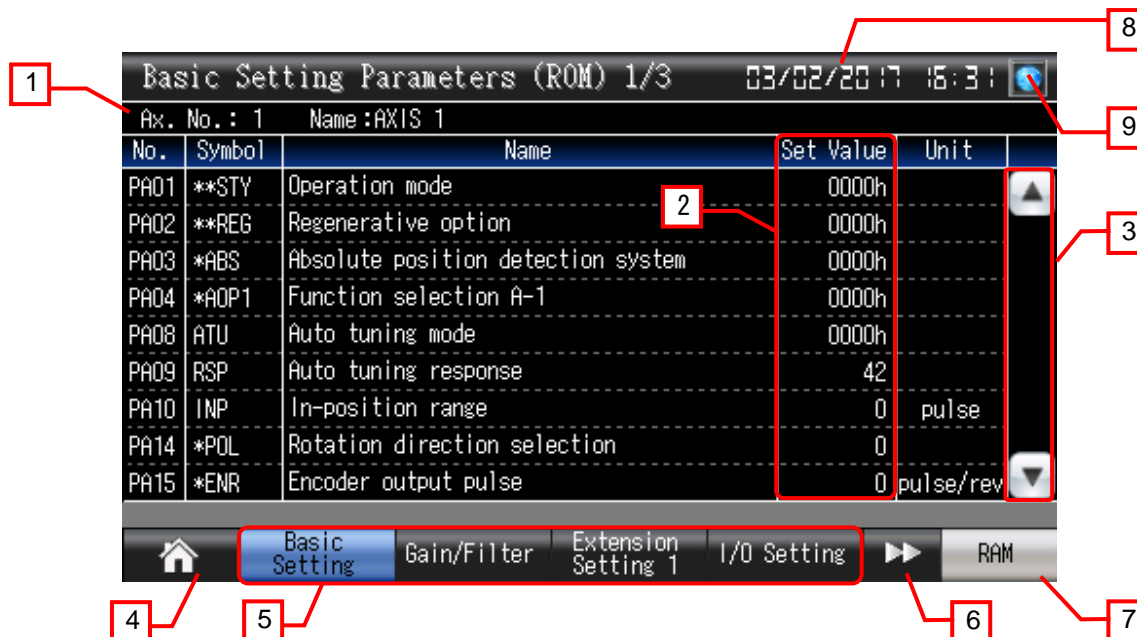 8
Basic Setting Parameters (ROM) 1/3 03/02/2017 16:31
1
Ax. No.: 1 Name:AXIS 1
9
No. Symbol Name Set Value Unit
PA01 **STY Operation mode 0000h
2
PA02 **REG Regenerative option 0000h
3
PA03 *ABS Absolute position detection system 0000h
PA04 *AOP1 Function selection A-1 0000h
PA08 ATU Auto tuning mode 0000h
PA09 RSP Auto tuning response 42
PA10 INP In-position range 0 pulse
PA14 *POL Rotation direction selection 0
PA15 *ENR Encoder output pulse 0 pulse/rev
Basic Setting Gain/Filter Extension Setting 1 I/O Setting RAM
4 5 6 7